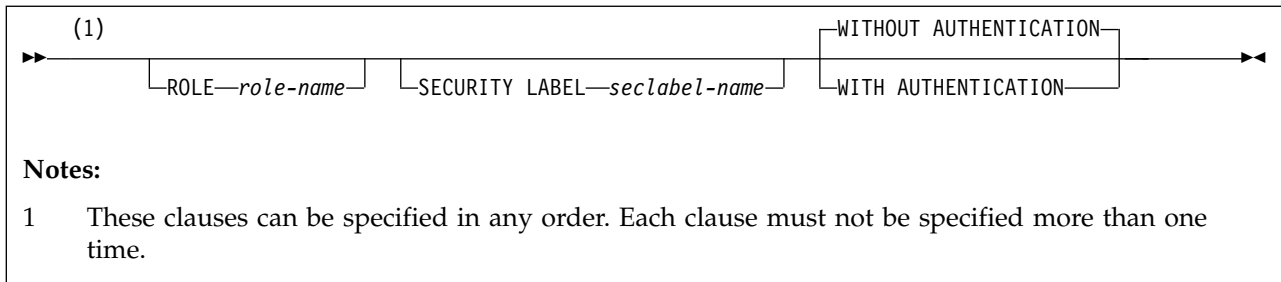 (1)
WITHOUT AUTHENTICATION
ROLE role-name SECURITY LABEL seclabel-name WITH AUTHENTICATION
Notes:
1 These clauses can be specified in any order. Each clause must not be specified more than one
time.